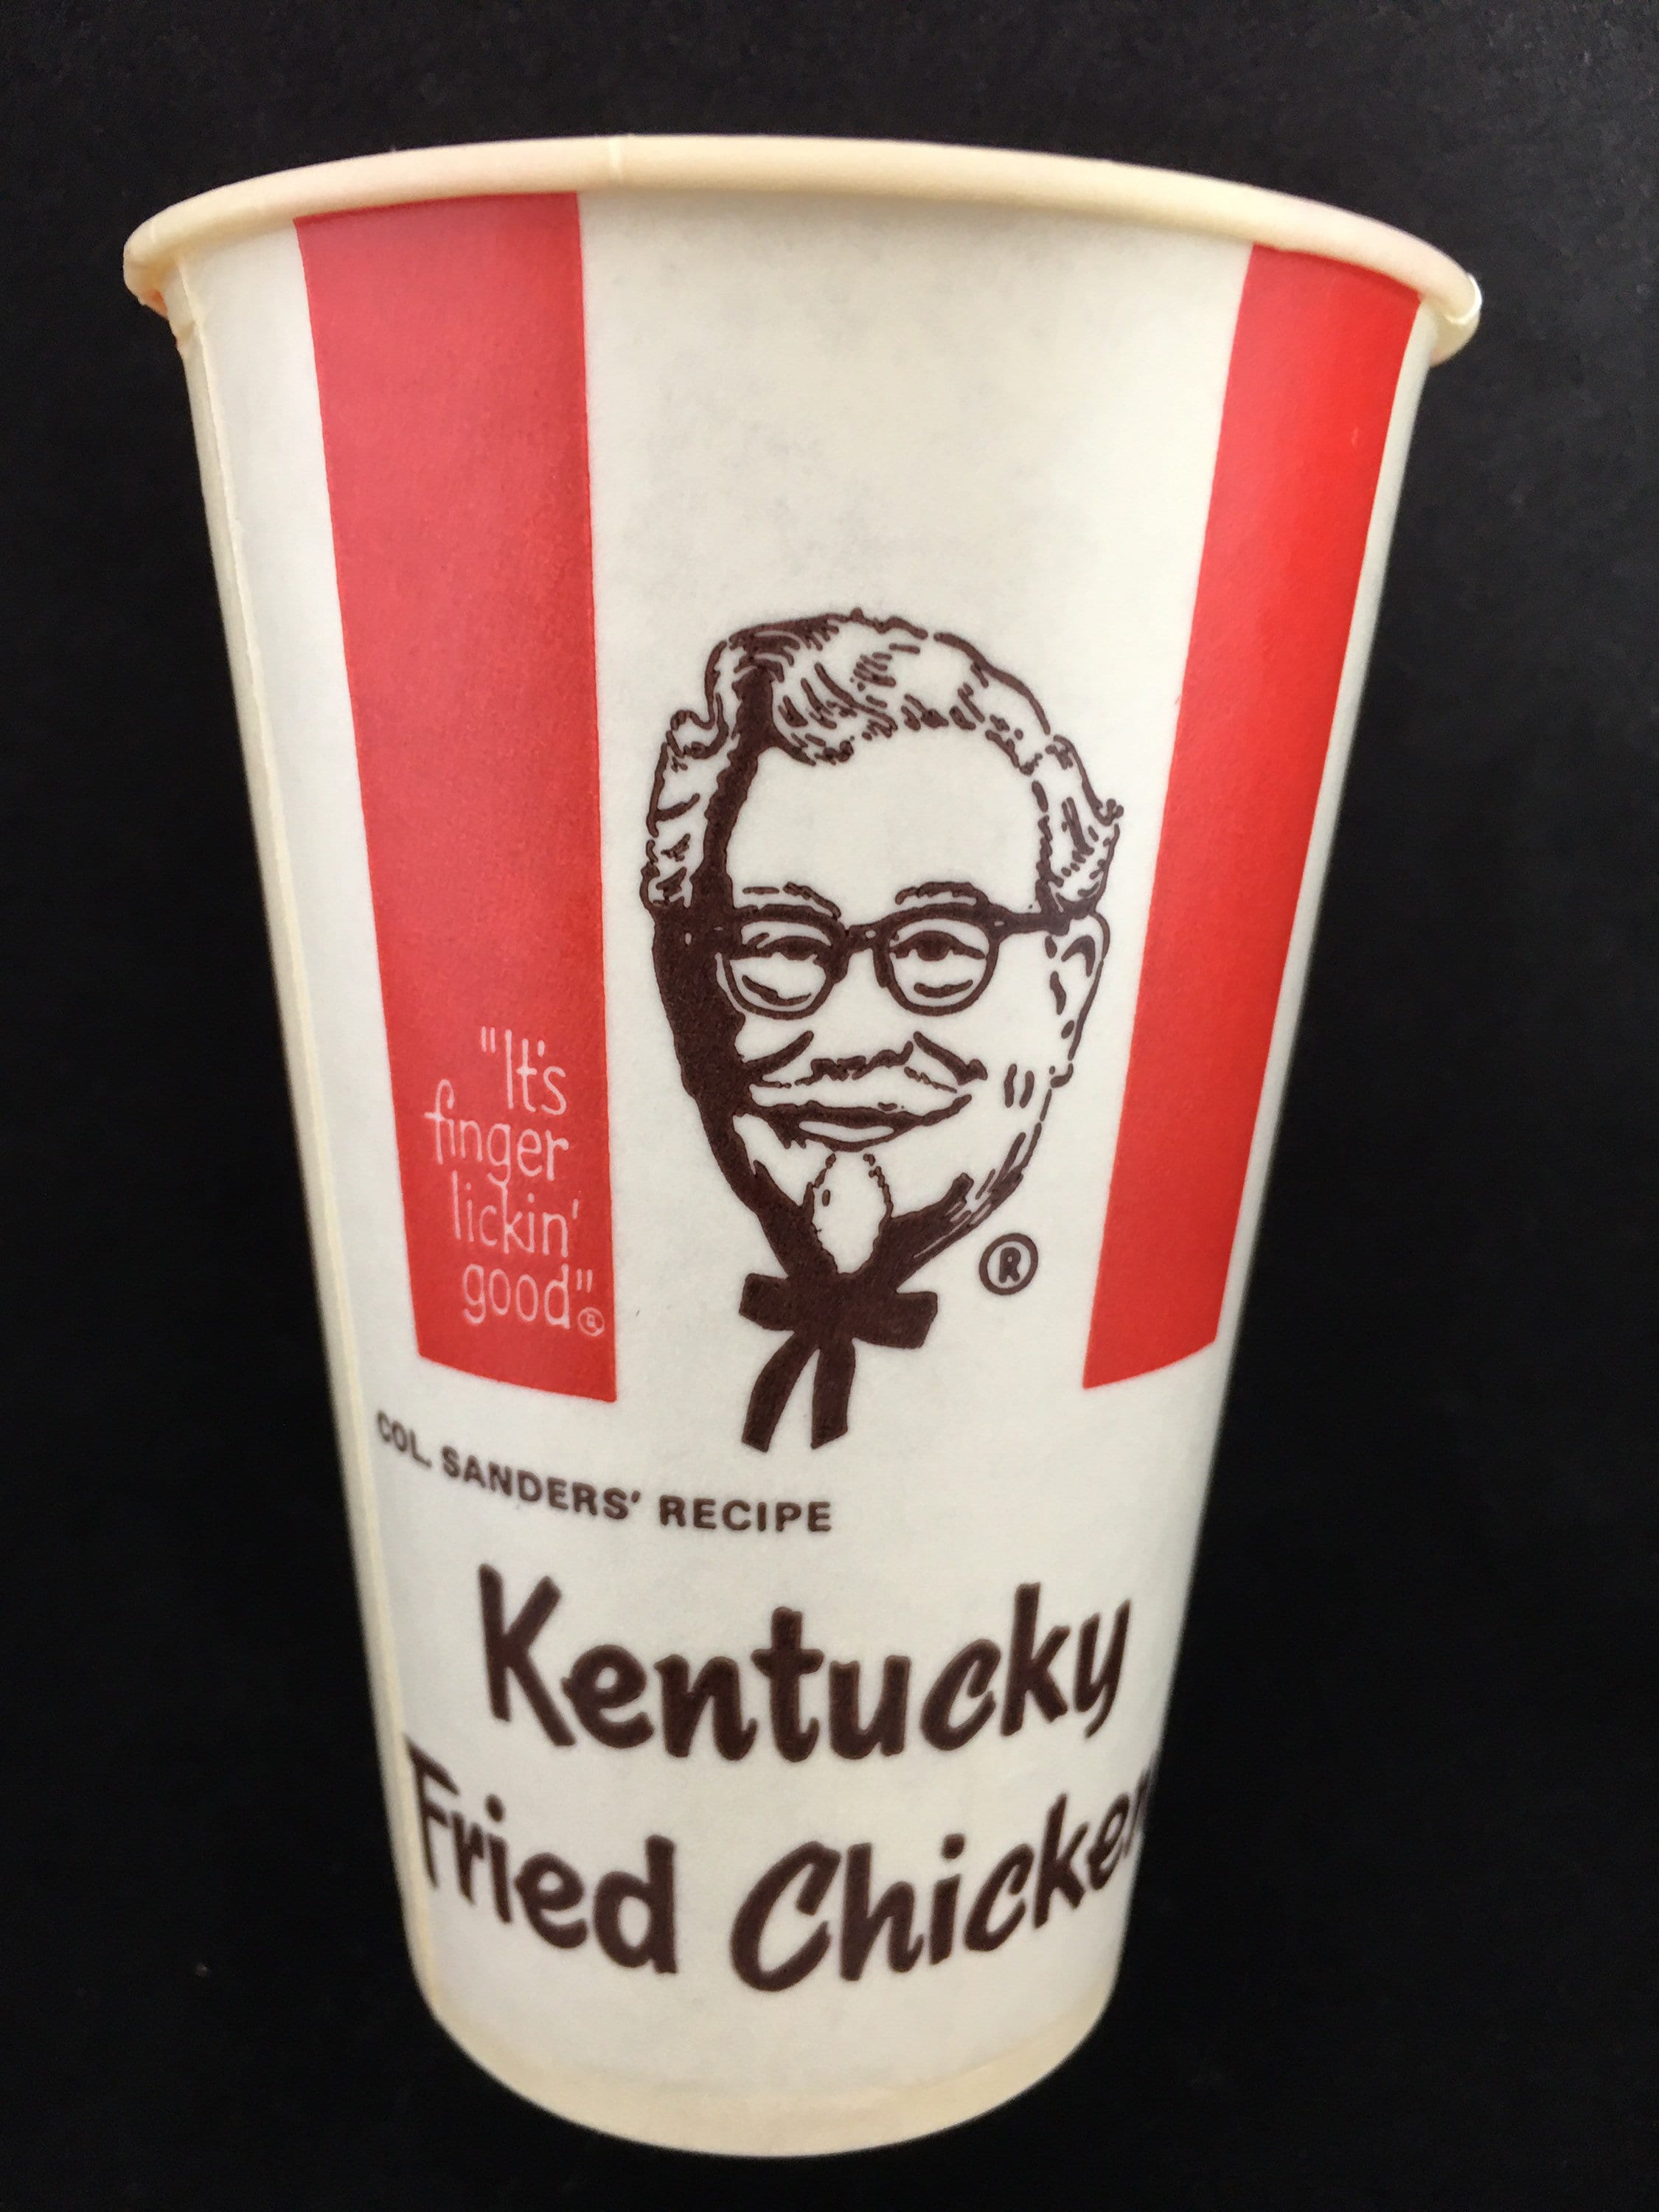 "It's
finger
lickin'
good"®
®
COL. SANDERS' RECIPE
Kentucky
Fried Chicken